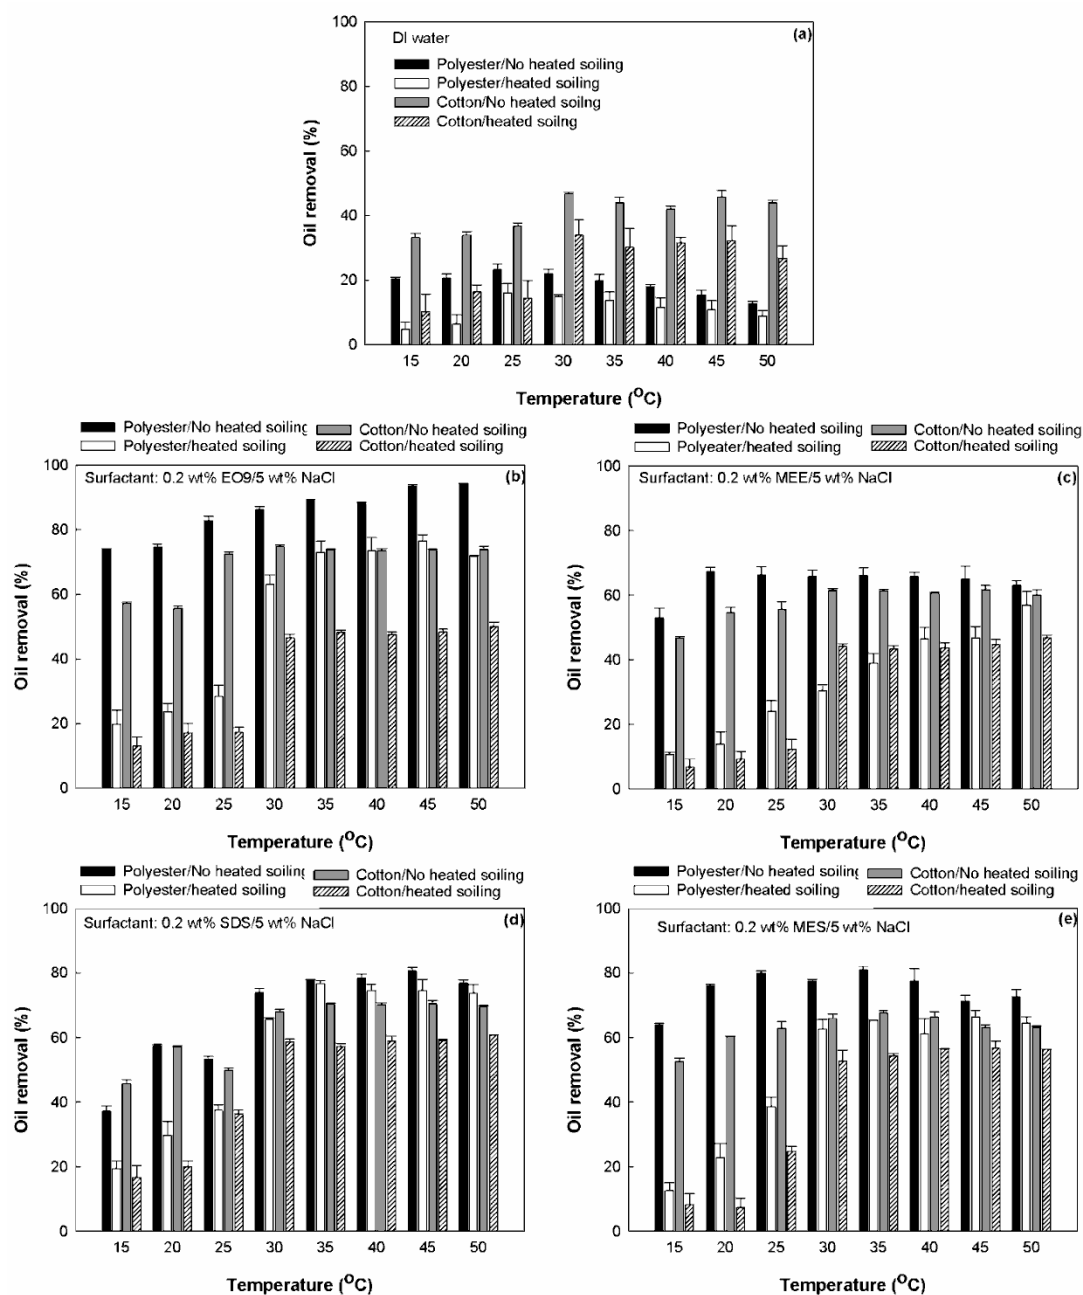 (a)
DI water
Polyester/No heated soiling
Polyester/heated soiling
Cotton/No heated soilng
Cotton/heated soilng
Oil removal (%)
100
80
60
40
20
0
15 20 25 30 35 40 45 50
Temperature (OC)
Polyester/No heated soiling
Cotton/No heated soiling
Polyester/heated soiling
Cotton/heated soiling
Surfactant: 0.2 wt% EO9/5 wt% NaCl
(b)
Oil removal (%)
100
80
60
40
20
0
15 20 25 30 35 40 45 50
Temperature (OC)
Polyester/No heated soiling
Cotton/No heated soiling
Polyeater/heated soiling
Cotton/heated soiling
Surfactant: 0.2 wt% MEE/5 wt% NaCl
(c)
Oil removal (%)
100
80
60
40
20
0
15 20 25 30 35 40 45 50
Temperature (OC)
Polyester/No heated soiling
Cotton/No heated soiling
Polyester/heated soiling
Cotton/heated soiling
Surfactant: 0.2 wt% SDS/5 wt% NaCl
(d)
Oil removal (%)
100
80
60
40
20
0
15 20 25 30 35 40 45 50
Temperature (OC)
Polyester/No heated soiling
Cotton/No heated soiling
Polyester/heated soiling
Cotton/heated soiling
Surfactant: 0.2 wt% MES/5 wt% NaCl
(e)
Oil removal (%)
100
80
60
40
20
0
15 20 25 30 35 40 45 50
Temperature (OC)